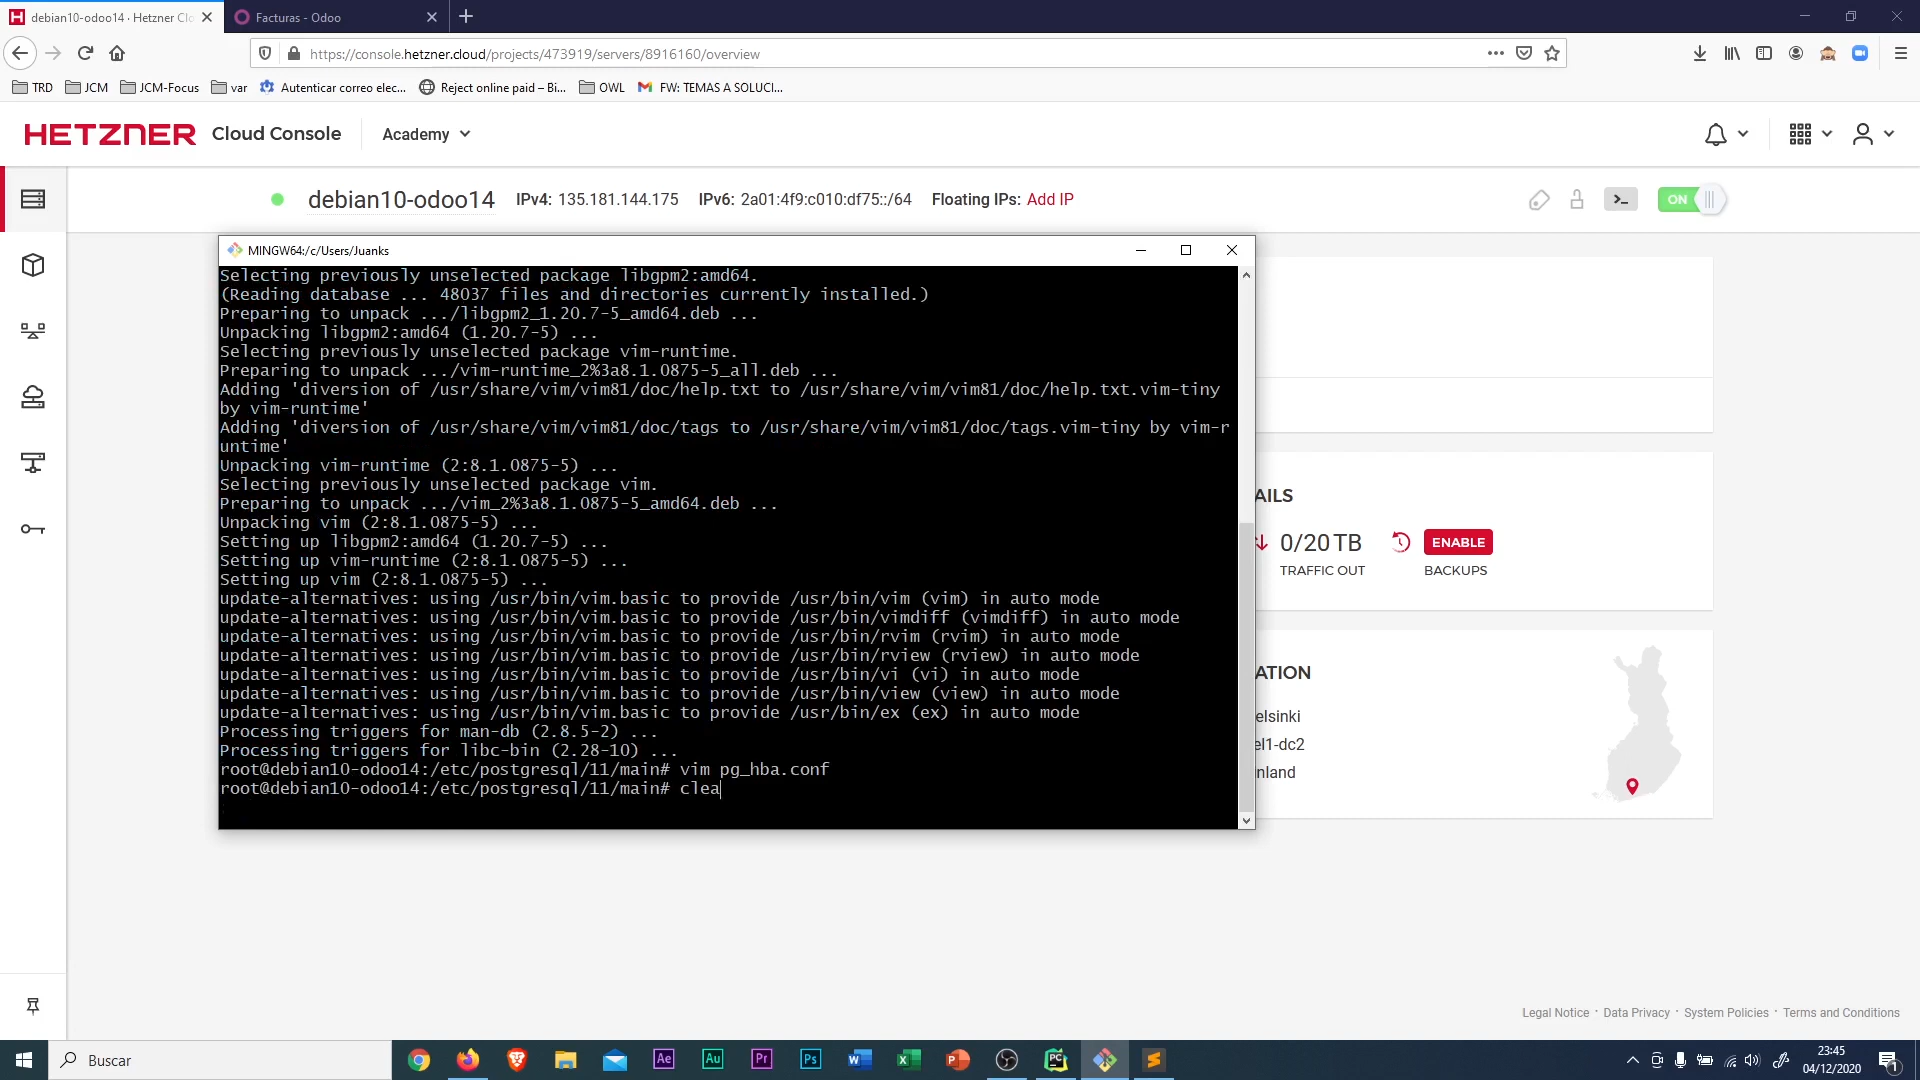 debian10-odoo14 · Hetzner Clo
Facturas - Odoo
https://console.hetzner.cloud/projects/473919/servers/8916160/overview
TRD
JCM
JCM-Focus
var
Autenticar correo elec...
Reject online paid – Bi...
OWL
FW: TEMAS A SOLUCI...
HETZNER Cloud Console
Academy
debian10-odoo14
IPv4: 135.181.144.175
IPv6: 2a01:4f9:c010:df75::/64
Floating IPs: Add IP
>_
ON
MINGW64:/c/Users/Juanks
Selecting previously unselected package libgpm2:amd64.
(Reading database ... 48037 files and directories currently installed.)
Preparing to unpack .../libgpm2_1.20.7-5_amd64.deb ...
Unpacking libgpm2:amd64 (1.20.7-5) ...
Selecting previously unselected package vim-runtime.
Preparing to unpack .../vim-runtime_2%3a8.1.0875-5_all.deb ...
Adding 'diversion of /usr/share/vim/vim81/doc/help.txt to /usr/share/vim/vim81/doc/help.txt.vim-tiny
by vim-runtime'
Adding 'diversion of /usr/share/vim/vim81/doc/tags to /usr/share/vim/vim81/doc/tags.vim-tiny by vim-r
untime'
Unpacking vim-runtime (2:8.1.0875-5) ...
Selecting previously unselected package vim.
Preparing to unpack .../vim_2%3a8.1.0875-5_amd64.deb ...
Unpacking vim (2:8.1.0875-5) ...
Setting up libgpm2:amd64 (1.20.7-5) ...
Setting up vim-runtime (2:8.1.0875-5) ...
Setting up vim (2:8.1.0875-5) ...
update-alternatives: using /usr/bin/vim.basic to provide /usr/bin/vim (vim) in auto mode
update-alternatives: using /usr/bin/vim.basic to provide /usr/bin/vimdiff (vimdiff) in auto mode
update-alternatives: using /usr/bin/vim.basic to provide /usr/bin/rvim (rvim) in auto mode
update-alternatives: using /usr/bin/vim.basic to provide /usr/bin/rview (rview) in auto mode
update-alternatives: using /usr/bin/vim.basic to provide /usr/bin/vi (vi) in auto mode
update-alternatives: using /usr/bin/vim.basic to provide /usr/bin/view (view) in auto mode
update-alternatives: using /usr/bin/vim.basic to provide /usr/bin/ex (ex) in auto mode
Processing triggers for man-db (2.8.5-2) ...
Processing triggers for libc-bin (2.28-10) ...
root@debian10-odoo14:/etc/postgresql/11/main# vim pg_hba.conf
root@debian10-odoo14:/etc/postgresql/11/main# clea
AILS
0/20 TB
TRAFFIC OUT
ENABLE
BACKUPS
ATION
elsinki
el1-dc2
nland
Legal Notice · Data Privacy · System Policies · Terms and Conditions
Buscar
Ae
Au
Pr
Ps
PC
23:45
04/12/2020
1